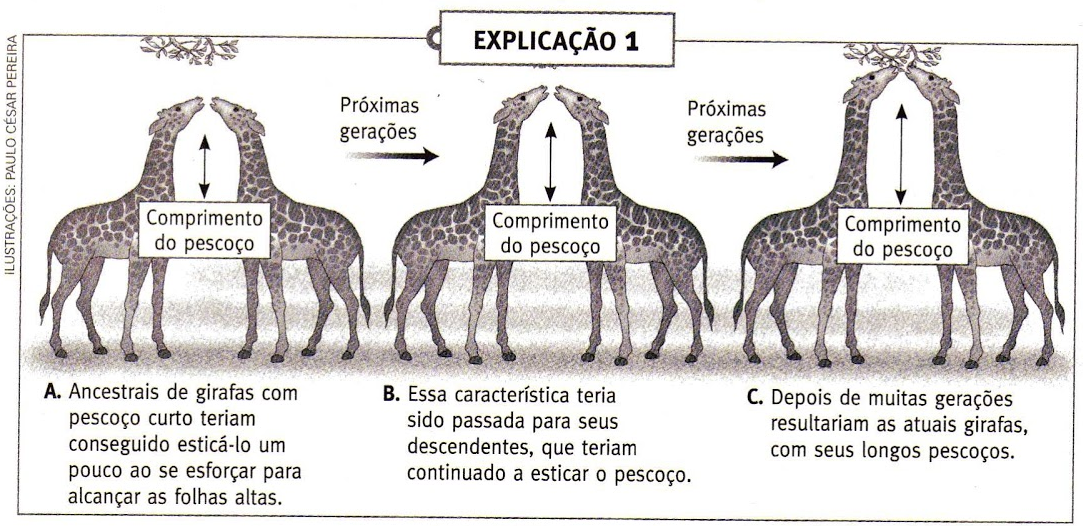 EXPLICAÇÃO 1
ILUSTRAÇÕES: PAULO CÉSAR PEREIRA
Próximas
gerações
Próximas
gerações
Comprimento
do pescoço
Comprimento
do pescoço
Comprimento
do pescoço
A. Ancestrais de girafas com
pescoço curto teriam
conseguido esticá-lo um
pouco ao se esforçar para
alcançar as folhas altas.
B. Essa característica teria
sido passada para seus
descendentes, que teriam
continuado a esticar o pescoço.
C. Depois de muitas gerações
resultariam as atuais girafas,
com seus longos pescoços.